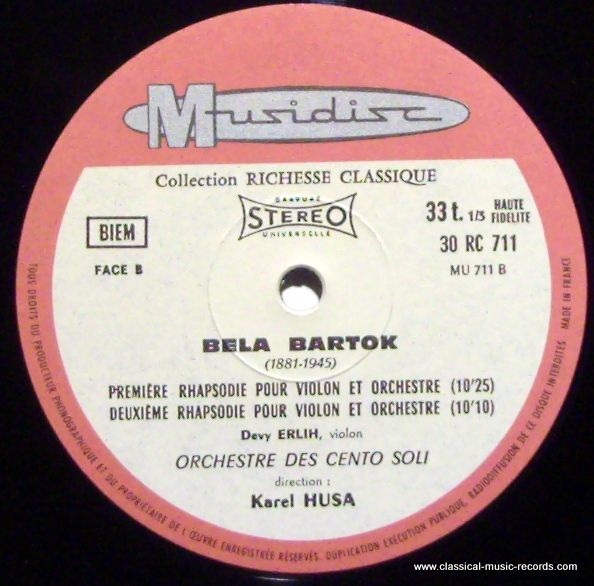 Musidisc
Collection RICHESSE CLASSIQUE
GRAVURE
STEREO
UNIVERSELLE
33 t. 1/3 HAUTE FIDELITE
BIEM
30 RC 711
FACE B
MU 711 B
BELA BARTOK
(1881-1945)
PREMIÈRE RHAPSODIE POUR VIOLON ET ORCHESTRE (10'25)
DEUXIÈME RHAPSODIE POUR VIOLON ET ORCHESTRE (10'10)
Devy ERLIH, violon
ORCHESTRE DES CENTO SOLI
direction :
Karel HUSA
TOUS DROITS DU PRODUCTEUR PHONOGRAPHIQUE ET DU PROPRIÉTAIRE DE L'ŒUVRE ENREGISTRÉE RÉSERVÉS. DUPLICATION EXÉCUTION PUBLIQUE, RADIODIFFUSION DE CE DISQUE INTERDITES MADE IN FRANCE
www.classical-music-records.com